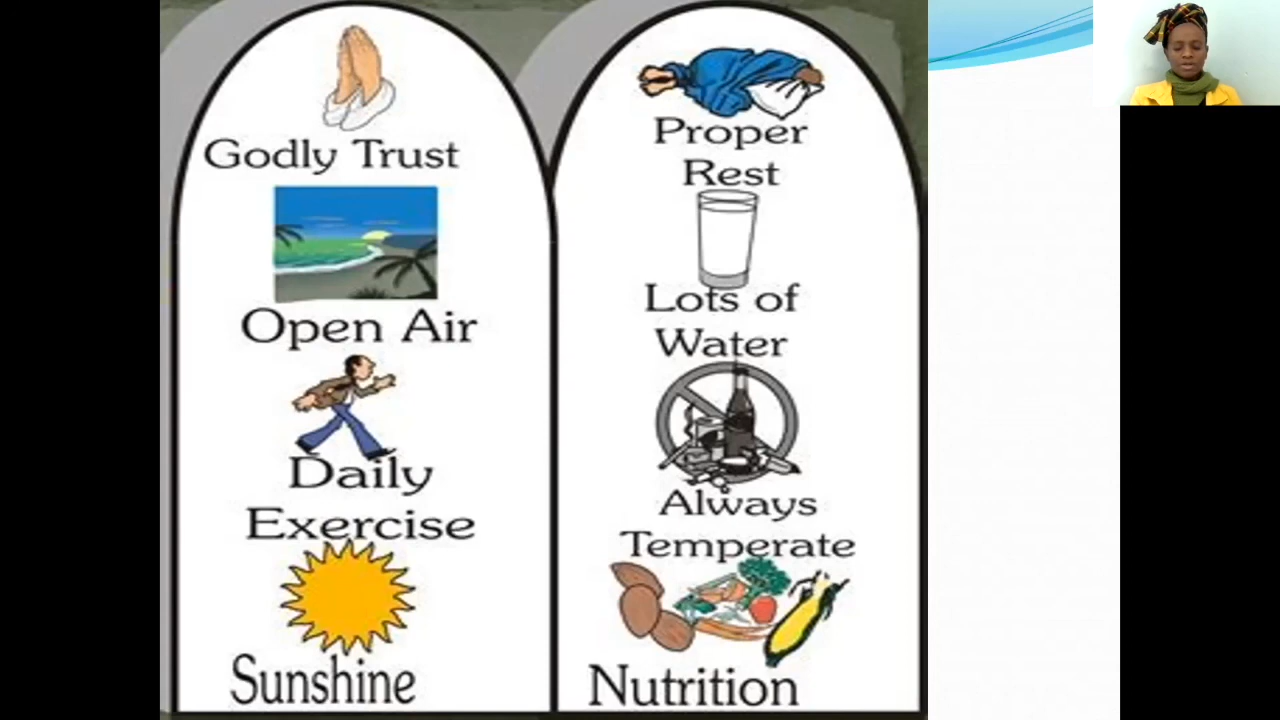 Godly Trust
Open Air
Daily
Exercise
Sunshine
Proper
Rest
Lots of
Water
Always
Temperate
Nutrition